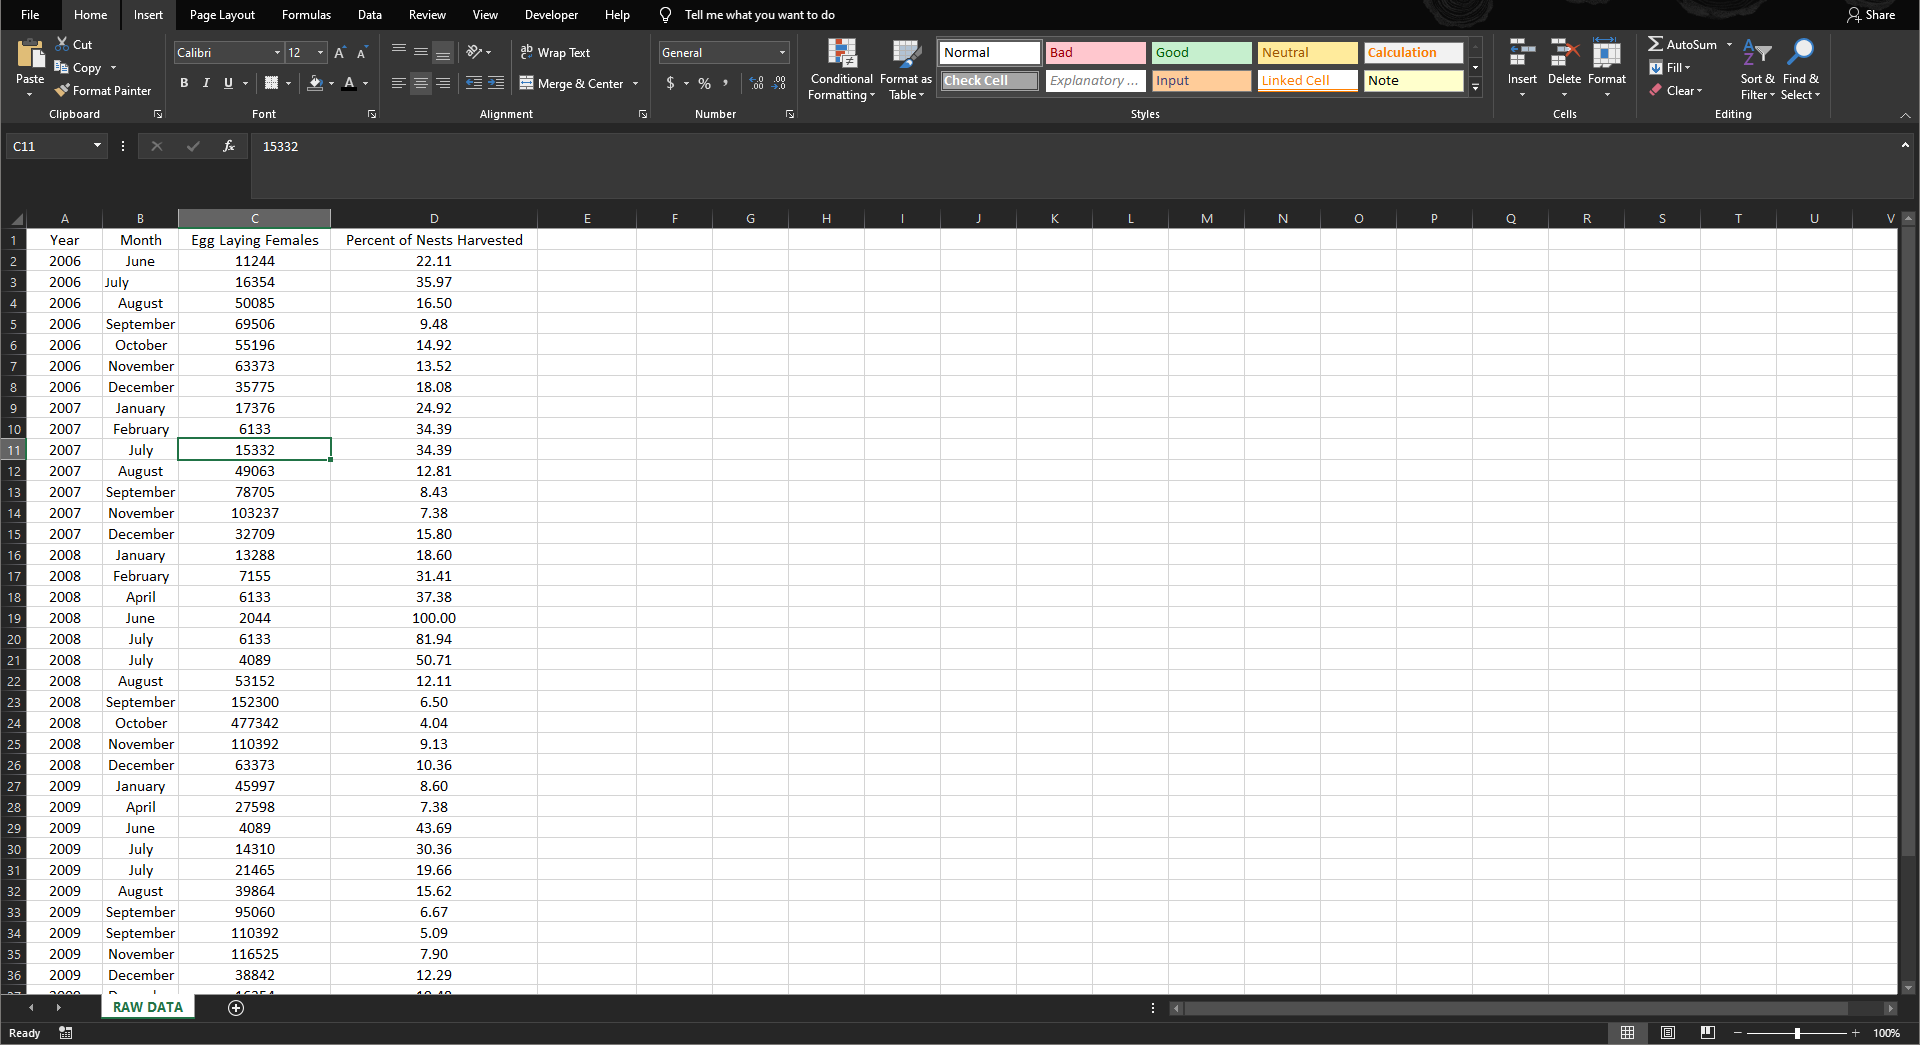 File Home Insert Page Layout Formulas Data Review View Developer Help Tell me what you want to do Share
Paste Cut Copy Format Painter Clipboard
Calibri 12 B I U A Font
Wrap Text Merge & Center Alignment
General $ % Number
Conditional Formatting Format as Table
Normal Bad Good Neutral Calculation
Check Cell Explanatory ... Input Linked Cell Note
Styles
Insert Delete Format Cells
AutoSum Fill Clear Sort & Filter Find & Select Editing
C11 fx 15332
A B C D E F G H I J K L M N O P Q R S T U V
1 Year Month Egg Laying Females Percent of Nests Harvested
2 2006 June 11244 22.11
3 2006 July 16354 35.97
4 2006 August 50085 16.50
5 2006 September 69506 9.48
6 2006 October 55196 14.92
7 2006 November 63373 13.52
8 2006 December 35775 18.08
9 2007 January 17376 24.92
10 2007 February 6133 34.39
11 2007 July 15332 34.39
12 2007 August 49063 12.81
13 2007 September 78705 8.43
14 2007 November 103237 7.38
15 2007 December 32709 15.80
16 2008 January 13288 18.60
17 2008 February 7155 31.41
18 2008 April 6133 37.38
19 2008 June 2044 100.00
20 2008 July 6133 81.94
21 2008 July 4089 50.71
22 2008 August 53152 12.11
23 2008 September 152300 6.50
24 2008 October 477342 4.04
25 2008 November 110392 9.13
26 2008 December 63373 10.36
27 2009 January 45997 8.60
28 2009 April 27598 7.38
29 2009 June 4089 43.69
30 2009 July 14310 30.36
31 2009 July 21465 19.66
32 2009 August 39864 15.62
33 2009 September 95060 6.67
34 2009 September 110392 5.09
35 2009 November 116525 7.90
36 2009 December 38842 12.29
RAW DATA
Ready 100%